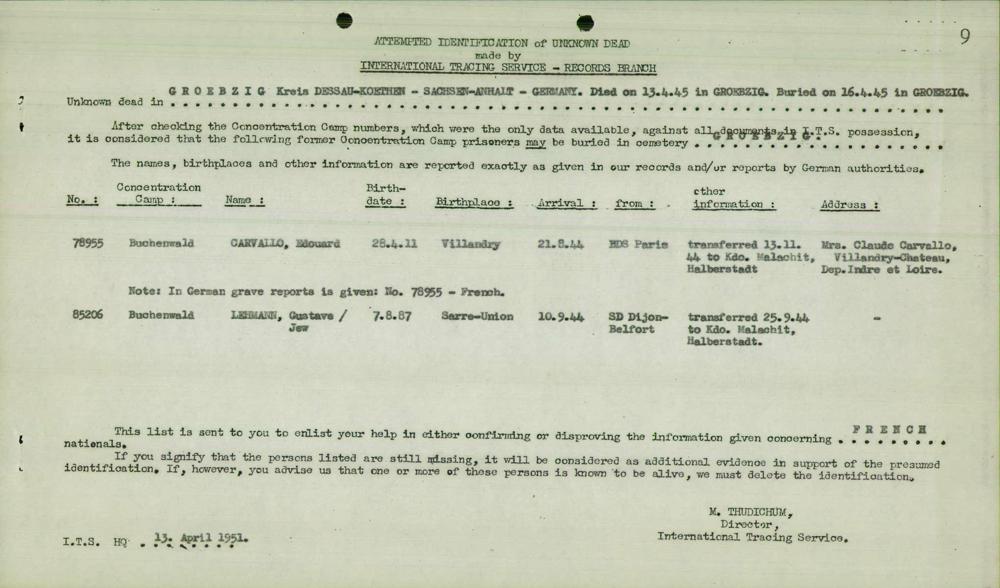 9
ATTEMPTED IDENTIFICATION of UNKNOWN DEAD
made by
INTERNATIONAL TRACING SERVICE - RECORDS BRANCH
Unknown dead in G R O E B Z I G Kreis DESSAU-KOETHEN - SACHSEN-ANHALT - GERMANY. Died on 13.4.45 in GROEBZIG. Buried on 16.4.45 in GROEBZIG.
After checking the Concentration Camp numbers, which were the only data available, against all documents in I.T.S. possession,
it is considered that the following former Concentration Camp prisoners may be buried in cemetery G R O E B Z I G.
The names, birthplaces and other information are reported exactly as given in our records and/or reports by German authorities.
No. : Concentration Camp : Name : Birth-date : Birthplace : Arrival : from : other information : Address :
78955 Buchenwald CARVALLO, Edouard 28.4.11 Villandry 21.8.44 BDS Paris transferred 13.11. Mrs. Claude Carvallo,
44 to Kdo. Malachit, Villandry-Chateau,
Halberstadt Dep.Indre et Loire.
Note: In German grave reports is given: No. 78955 - French.
85206 Buchenwald LEHMANN, Gustave / 7.8.87 Sarre-Union 10.9.44 SD Dijon- transferred 25.9.44 -
Jew Belfort to Kdo. Malachit,
Halberstadt.
This list is sent to you to enlist your help in either confirming or disproving the information given concerning F R E N C H
nationals.
If you signify that the persons listed are still missing, it will be considered as additional evidence in support of the presumed
identification. If, however, you advise us that one or more of these persons is known to be alive, we must delete the identification.
M. THUDICHUM,
Director,
International Tracing Service.
I.T.S. HQ 13. April 1951.